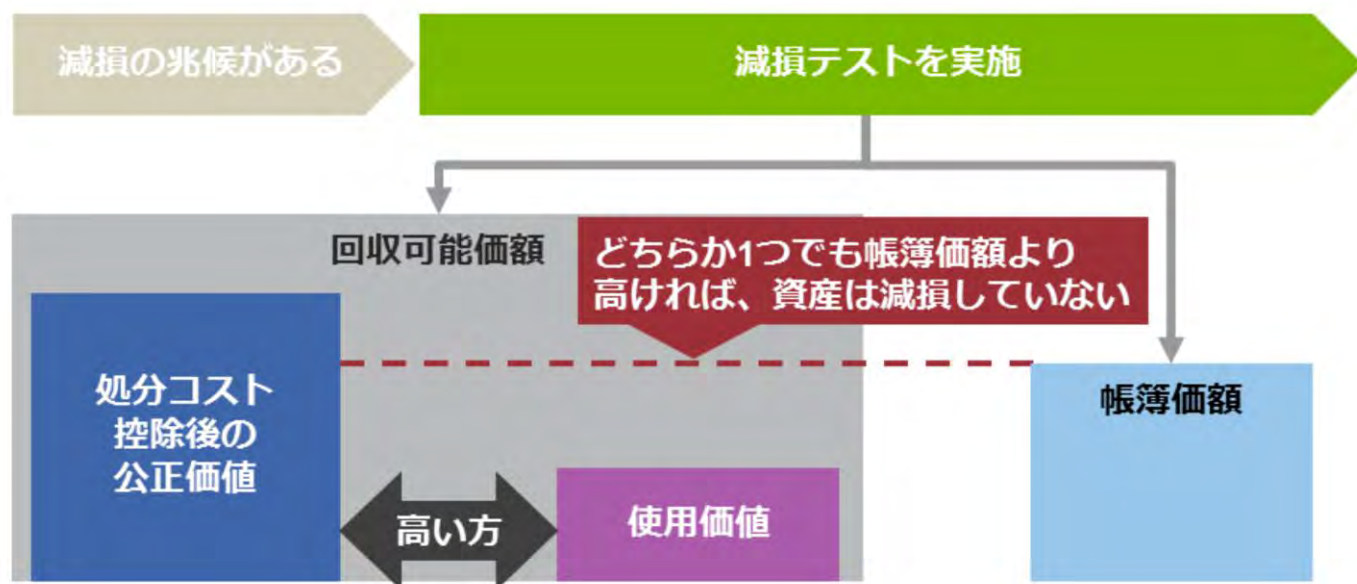 減損の兆候がある
減損テストを実施
回収可能価額
どちらか1つでも帳簿価額より
高ければ、資産は減損していない
処分コスト
控除後の
公正価値
高い方
使用価値
帳簿価額